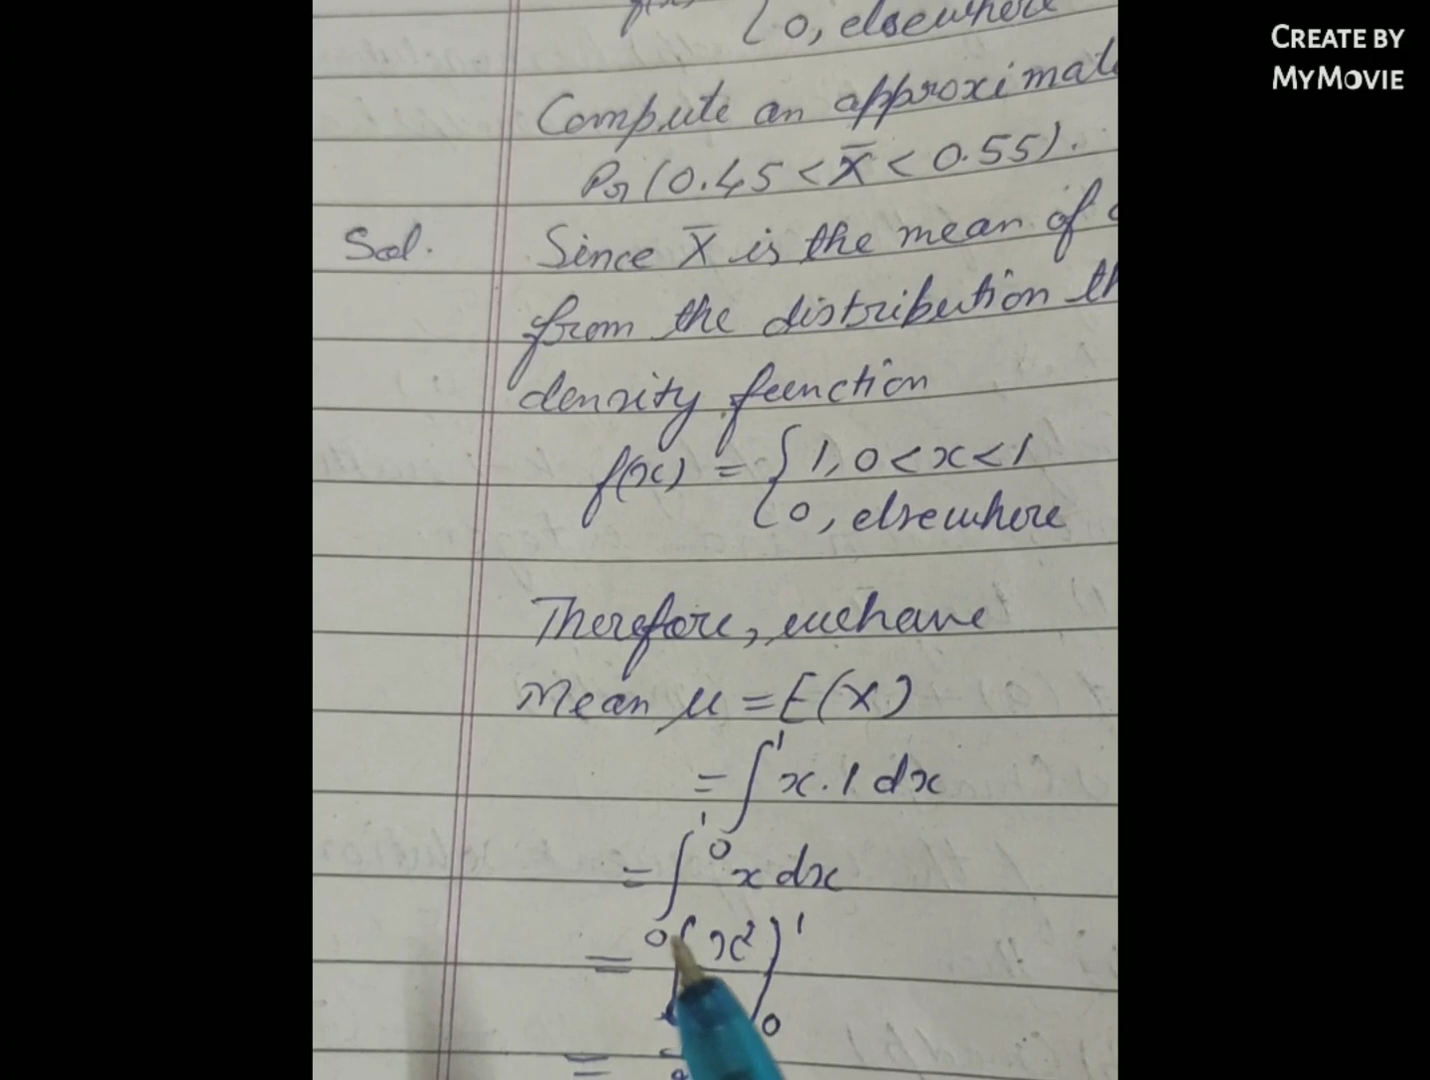 {0, elsewhere
Compute an approximate
Pr(0.45 < X̄ < 0.55).
Sol. Since X̄ is the mean of
from the distribution
density function
f(x) = {1, 0 < x < 1
{0, elsewhere
Therefore, we have
Mean μ = E(X)
= ∫₀¹ x.1 dx
= ∫₀¹ x dx
= (x²)₀¹
=
CREATE BY
MYMOVIE